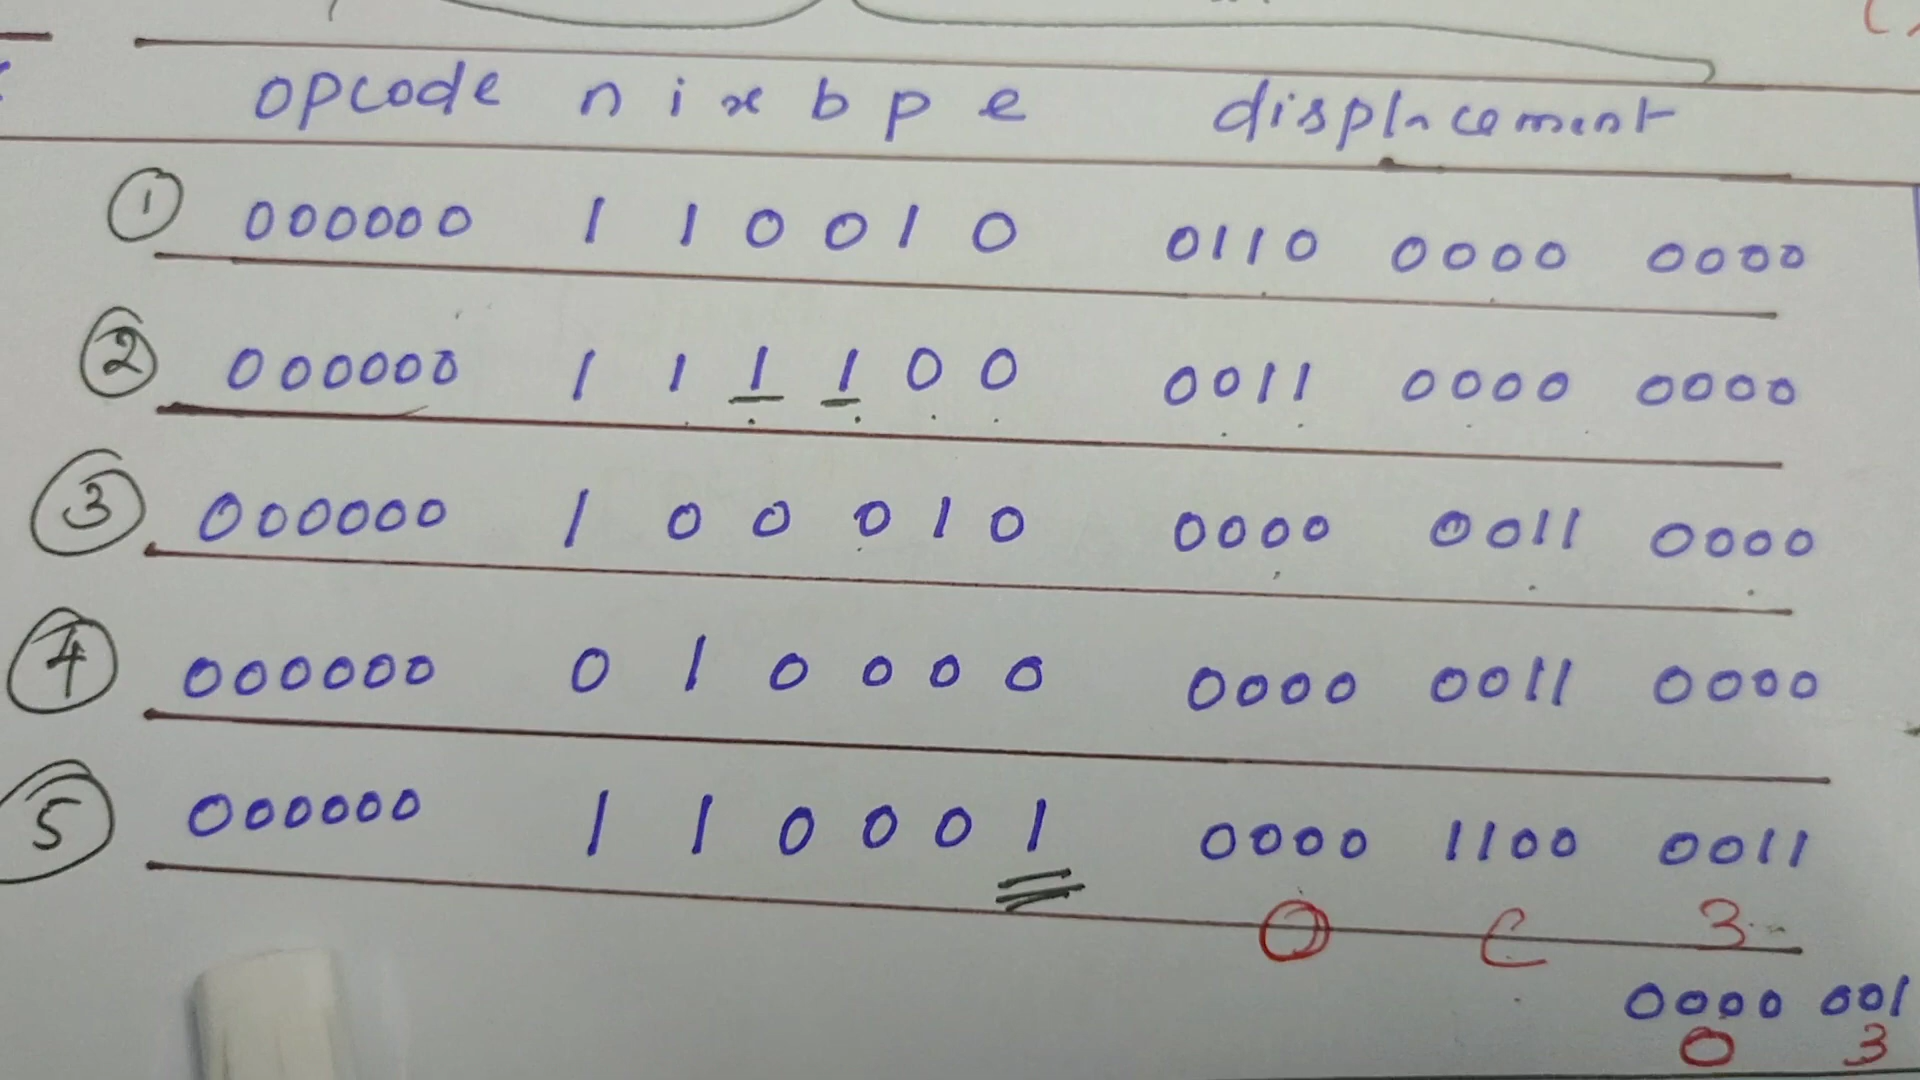 opcode n i x b p e displacement
① 000000 1 1 0 0 1 0 0110 0000 0000
② 000000 1 1 1 1 0 0 0011 0000 0000
③ 000000 1 0 0 0 1 0 0000 0011 0000
④ 000000 0 1 0 0 0 0 0000 0011 0000
⑤ 000000 1 1 0 0 0 1 0000 1100 0011
0 C 3
0000 001
0 3